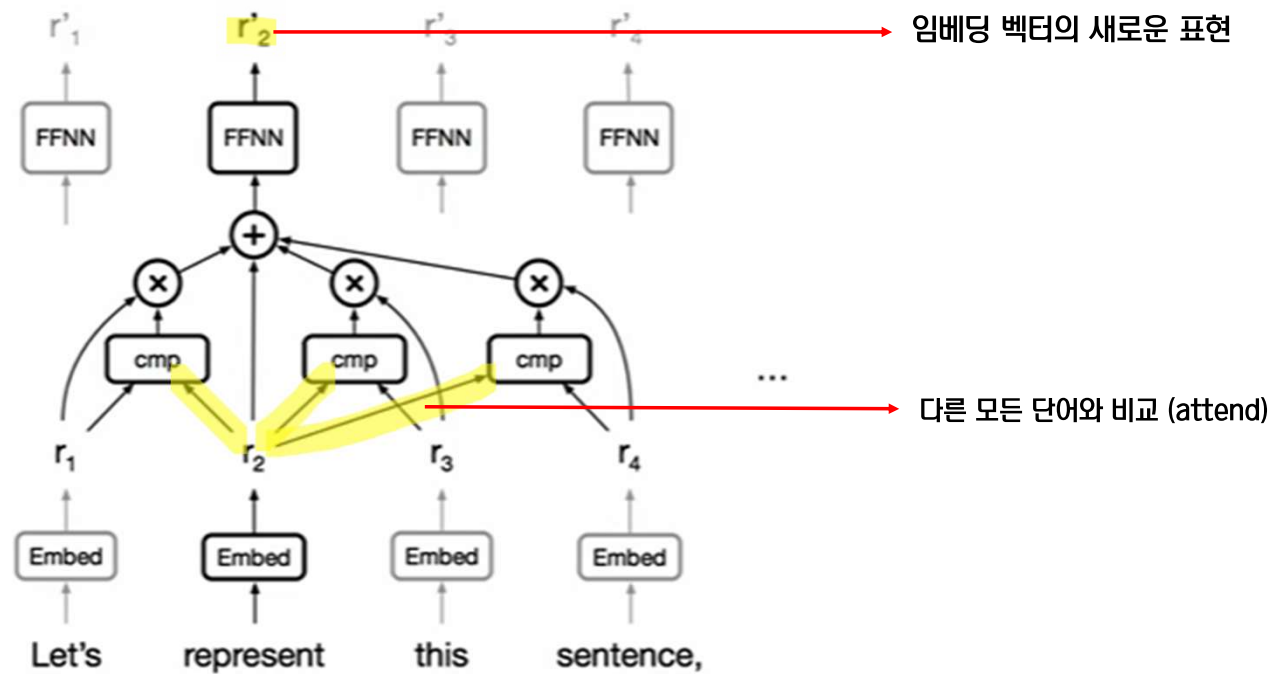 r'1 r'2 r'3 r'4 임베딩 벡터의 새로운 표현
FFNN FFNN FFNN FFNN
+
× × ×
cmp cmp cmp
...
다른 모든 단어와 비교 (attend)
r1 r2 r3 r4
Embed Embed Embed Embed
Let's represent this sentence,